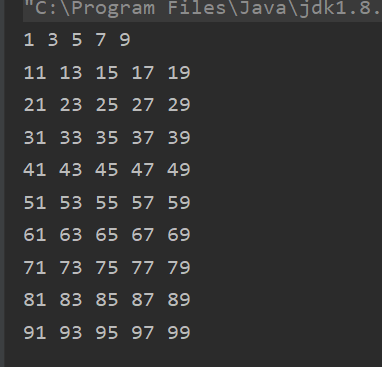 "C:\Program Files\Java\jdk1.8.
1 3 5 7 9
11 13 15 17 19
21 23 25 27 29
31 33 35 37 39
41 43 45 47 49
51 53 55 57 59
61 63 65 67 69
71 73 75 77 79
81 83 85 87 89
91 93 95 97 99